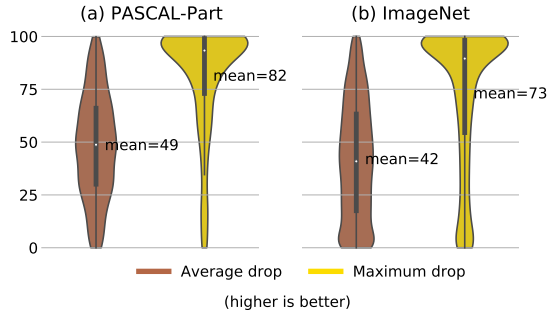 (a) PASCAL-Part
(b) ImageNet
100
75
50
25
0
mean=49
mean=82
mean=42
mean=73
Average drop
Maximum drop
(higher is better)